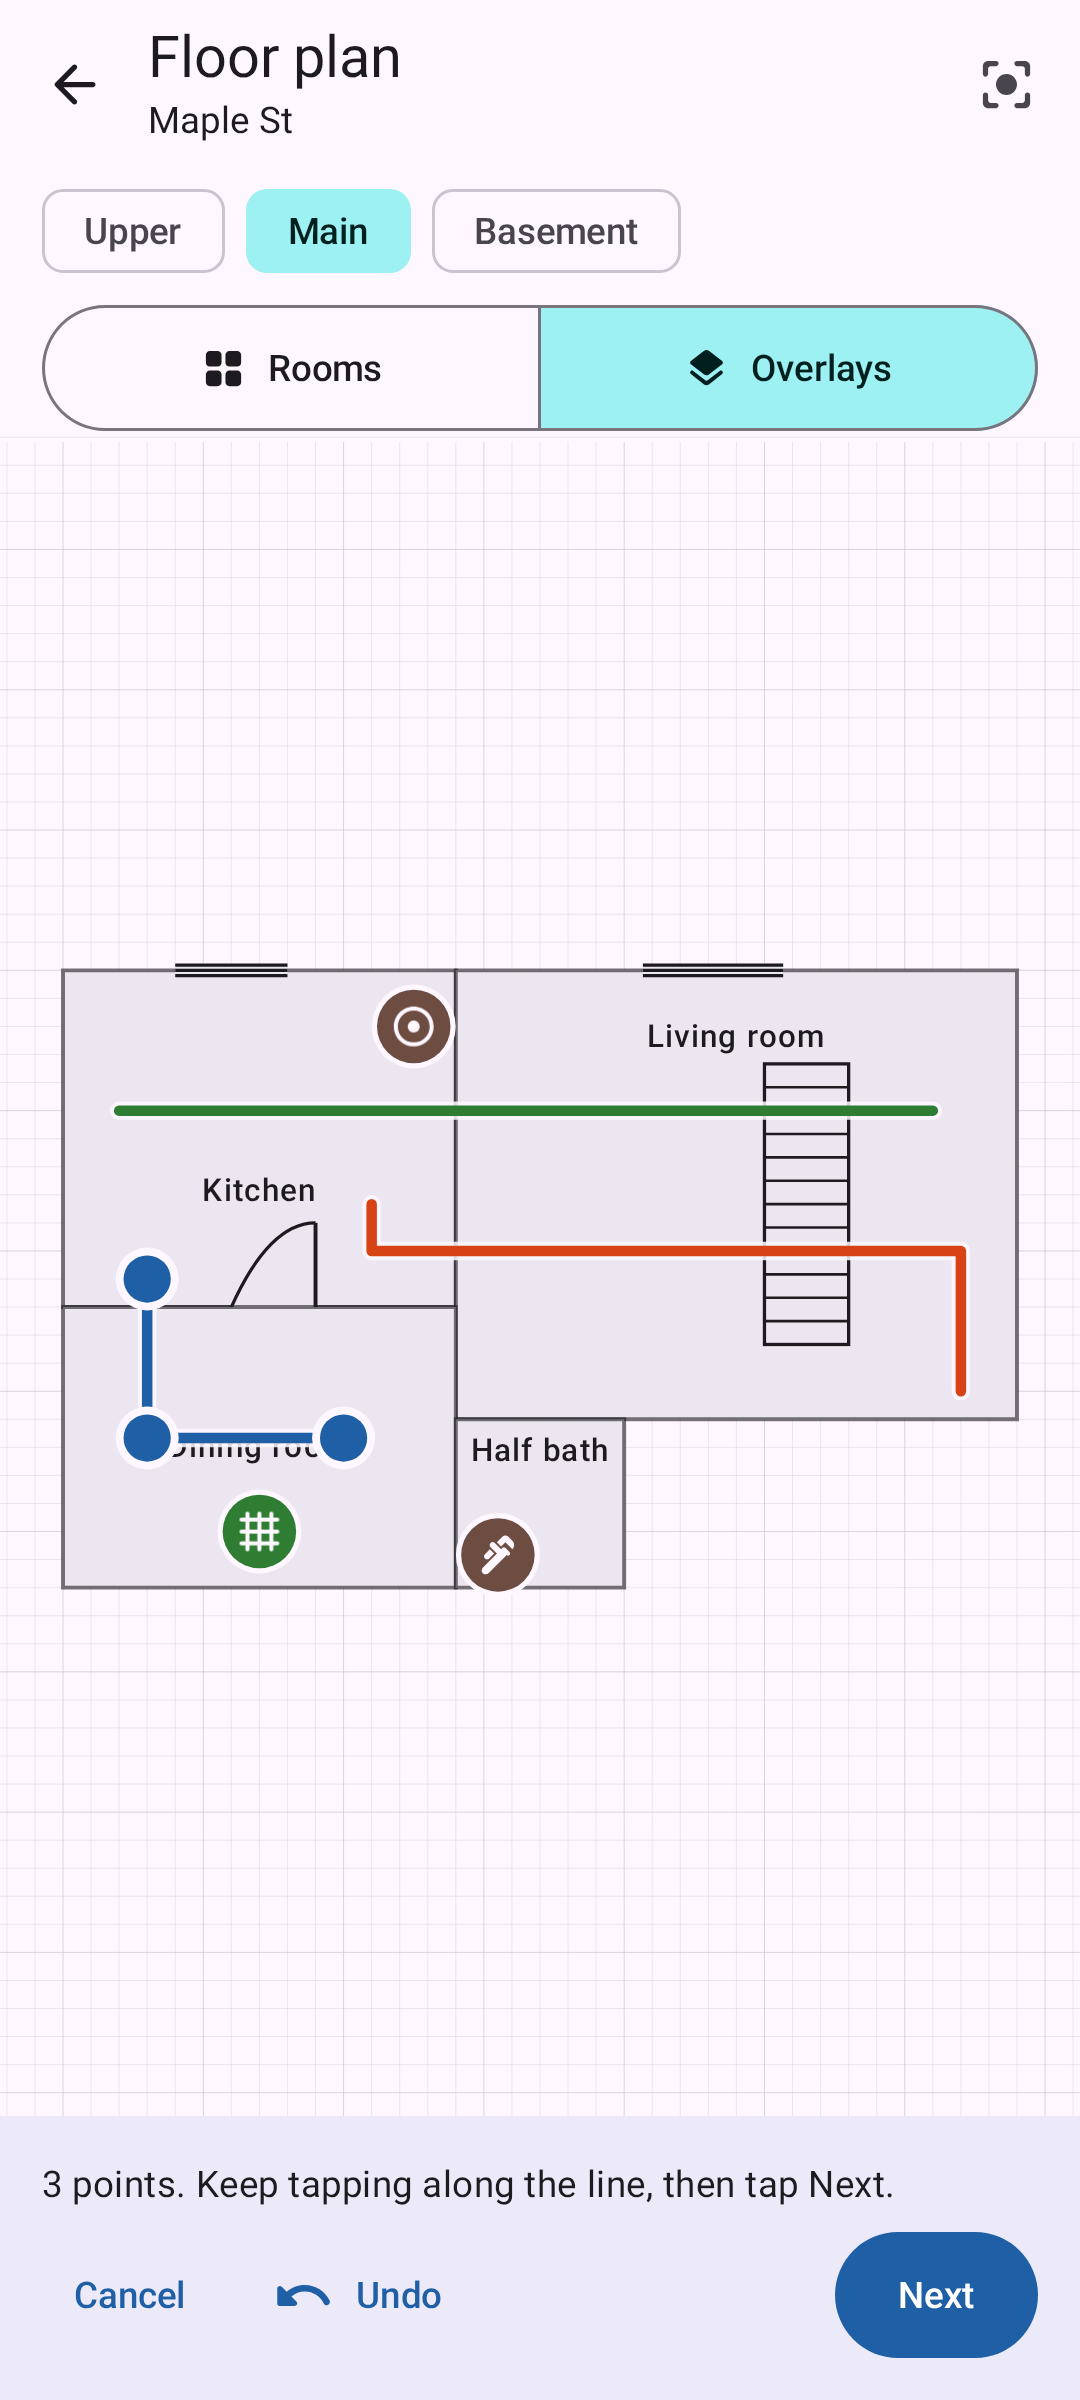 Floor plan
Maple St
Upper
Main
Basement
Rooms
Overlays
Living room
Kitchen
Half bath
3 points. Keep tapping along the line, then tap Next.
Cancel
Undo
Next